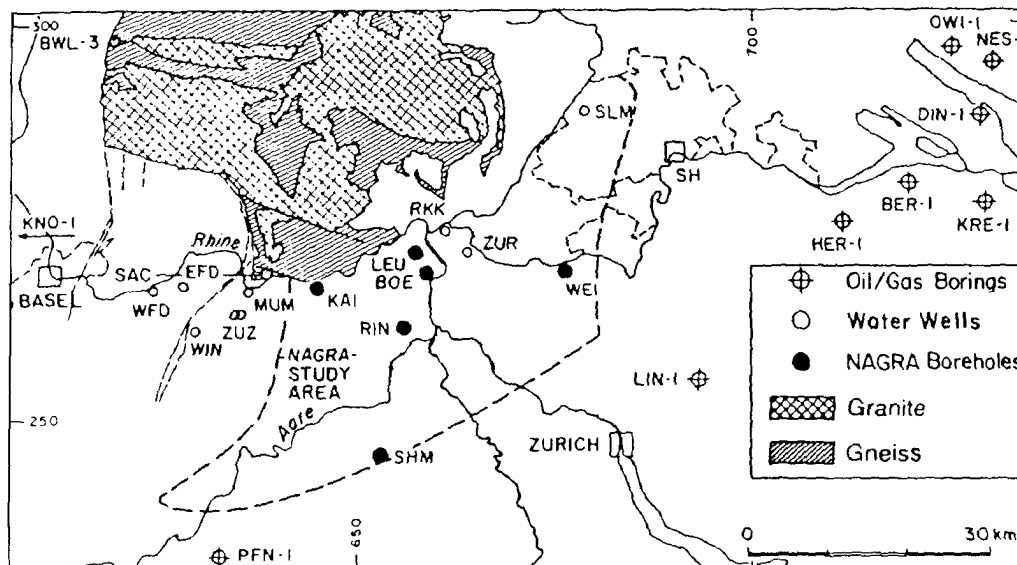 300
BWL-3
700
OWI-1
NES-
DIN-1
SLM
SH
BER-1
KRE-1
HER-1
KNO-1
Rhine
RKK
ZUR
BASEL
SAC
EFD
LEU
BOE
WEI
WFD
MUM
KAI
ZUZ
WIN
RIN
NAGRA-
STUDY
AREA
Aare
LIN-1
250
SHM
ZURICH
650
PFN-1
Oil/Gas Borings
Water Wells
NAGRA Boreholes
Granite
Gneiss
0 30 km